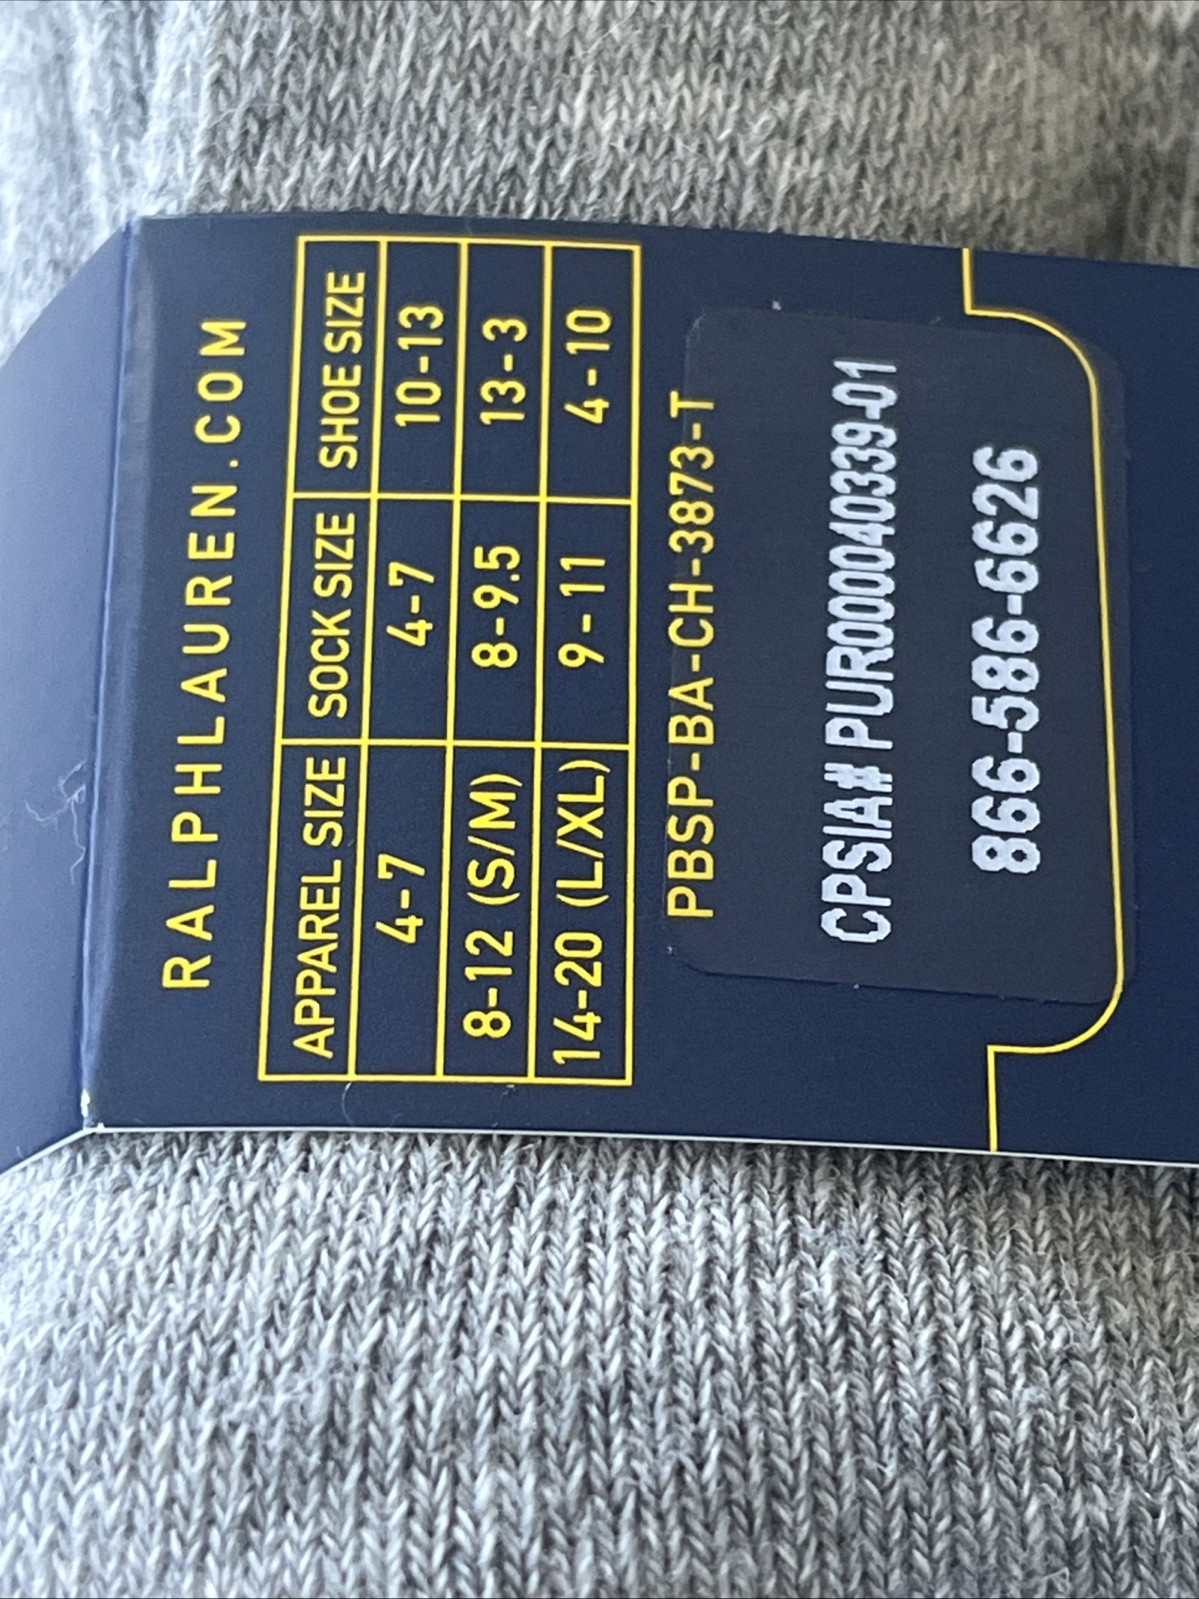 RALPHLAUREN.COM
APPAREL SIZE SOCK SIZE SHOE SIZE
4-7 4-7 10-13
8-12 (S/M) 8-9.5 13-3
14-20 (L/XL) 9-11 4-10
PBSP-BA-CH-3873-T
CPSIA# PUR000040339-01
866-586-6626